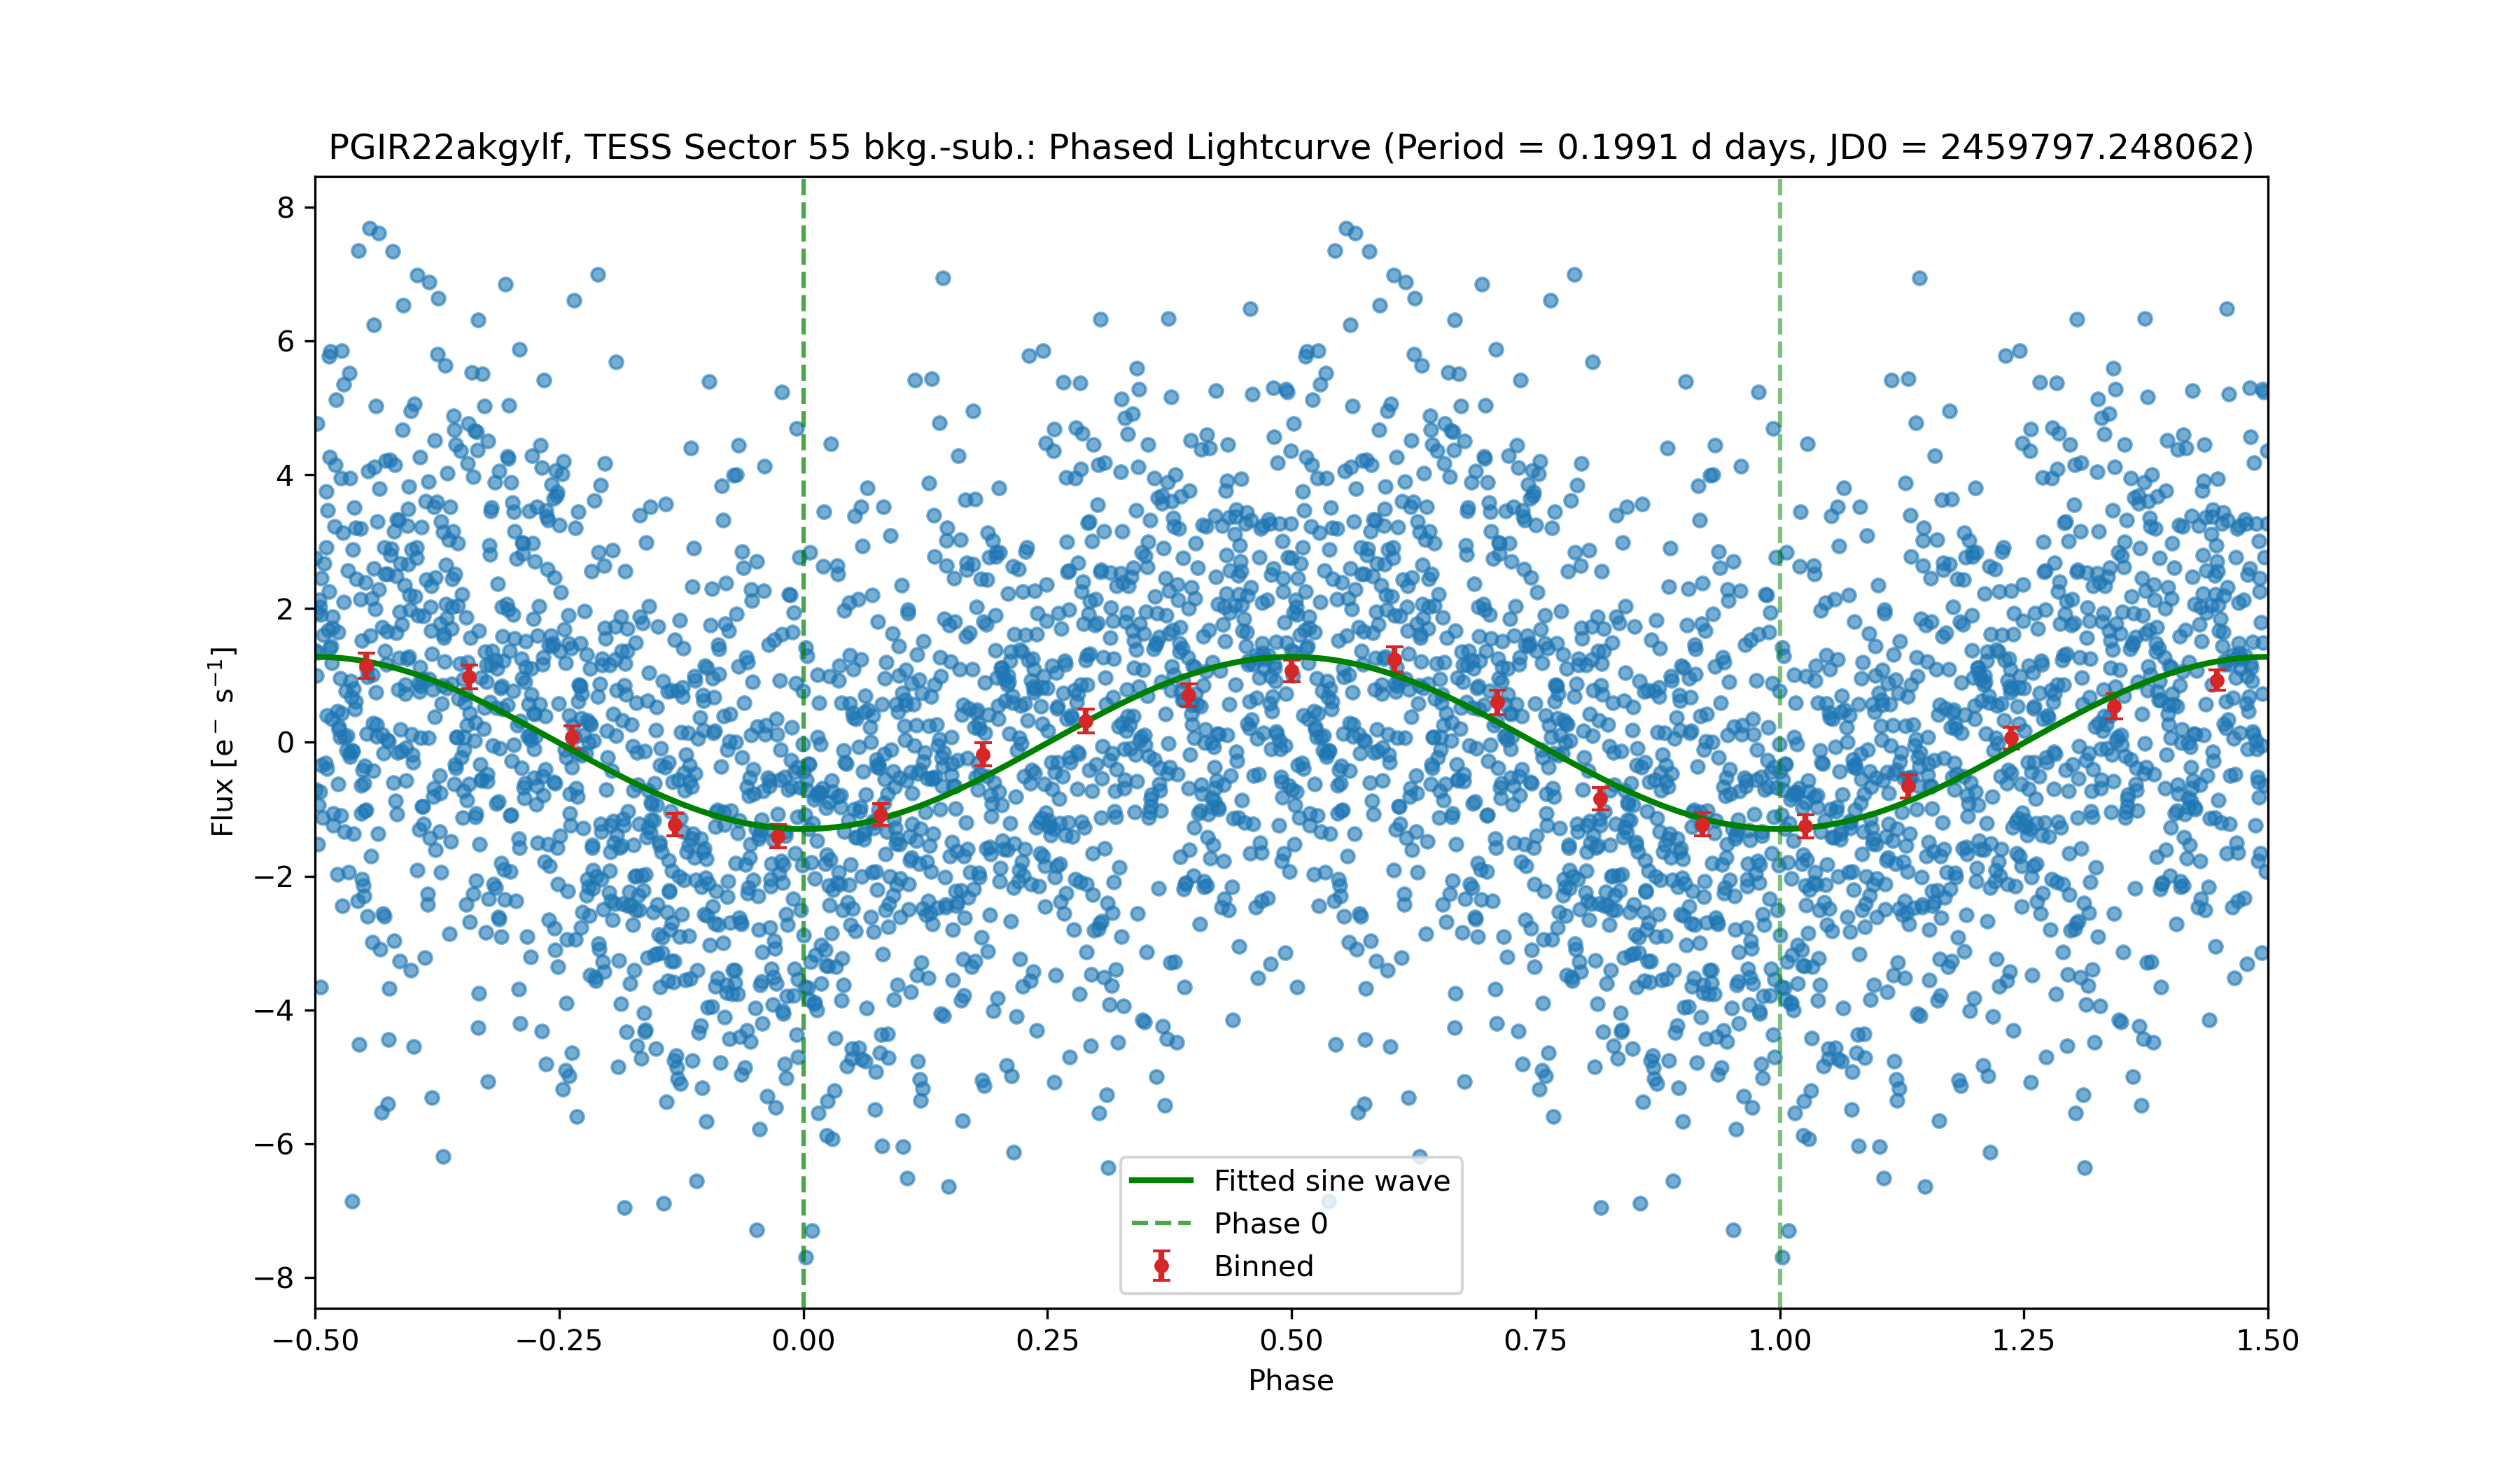 PGIR22akgylf, TESS Sector 55 bkg.-sub.: Phased Lightcurve (Period = 0.1991 d days, JD0 = 2459797.248062)
Flux [e⁻ s⁻¹]
8
6
4
2
0
−2
−4
−6
−8
Fitted sine wave
Phase 0
Binned
−0.50 −0.25 0.00 0.25 0.50 0.75 1.00 1.25 1.50
Phase